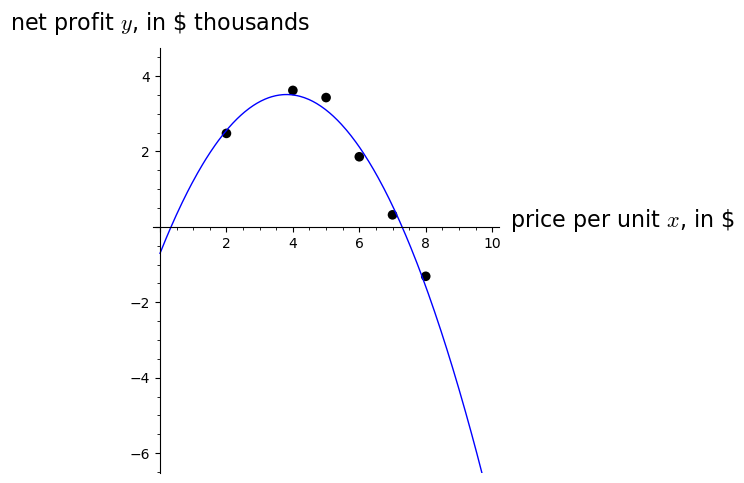 net profit y, in $ thousands
4
2
price per unit x, in $
2 4 6 8 10
−2
−4
−6